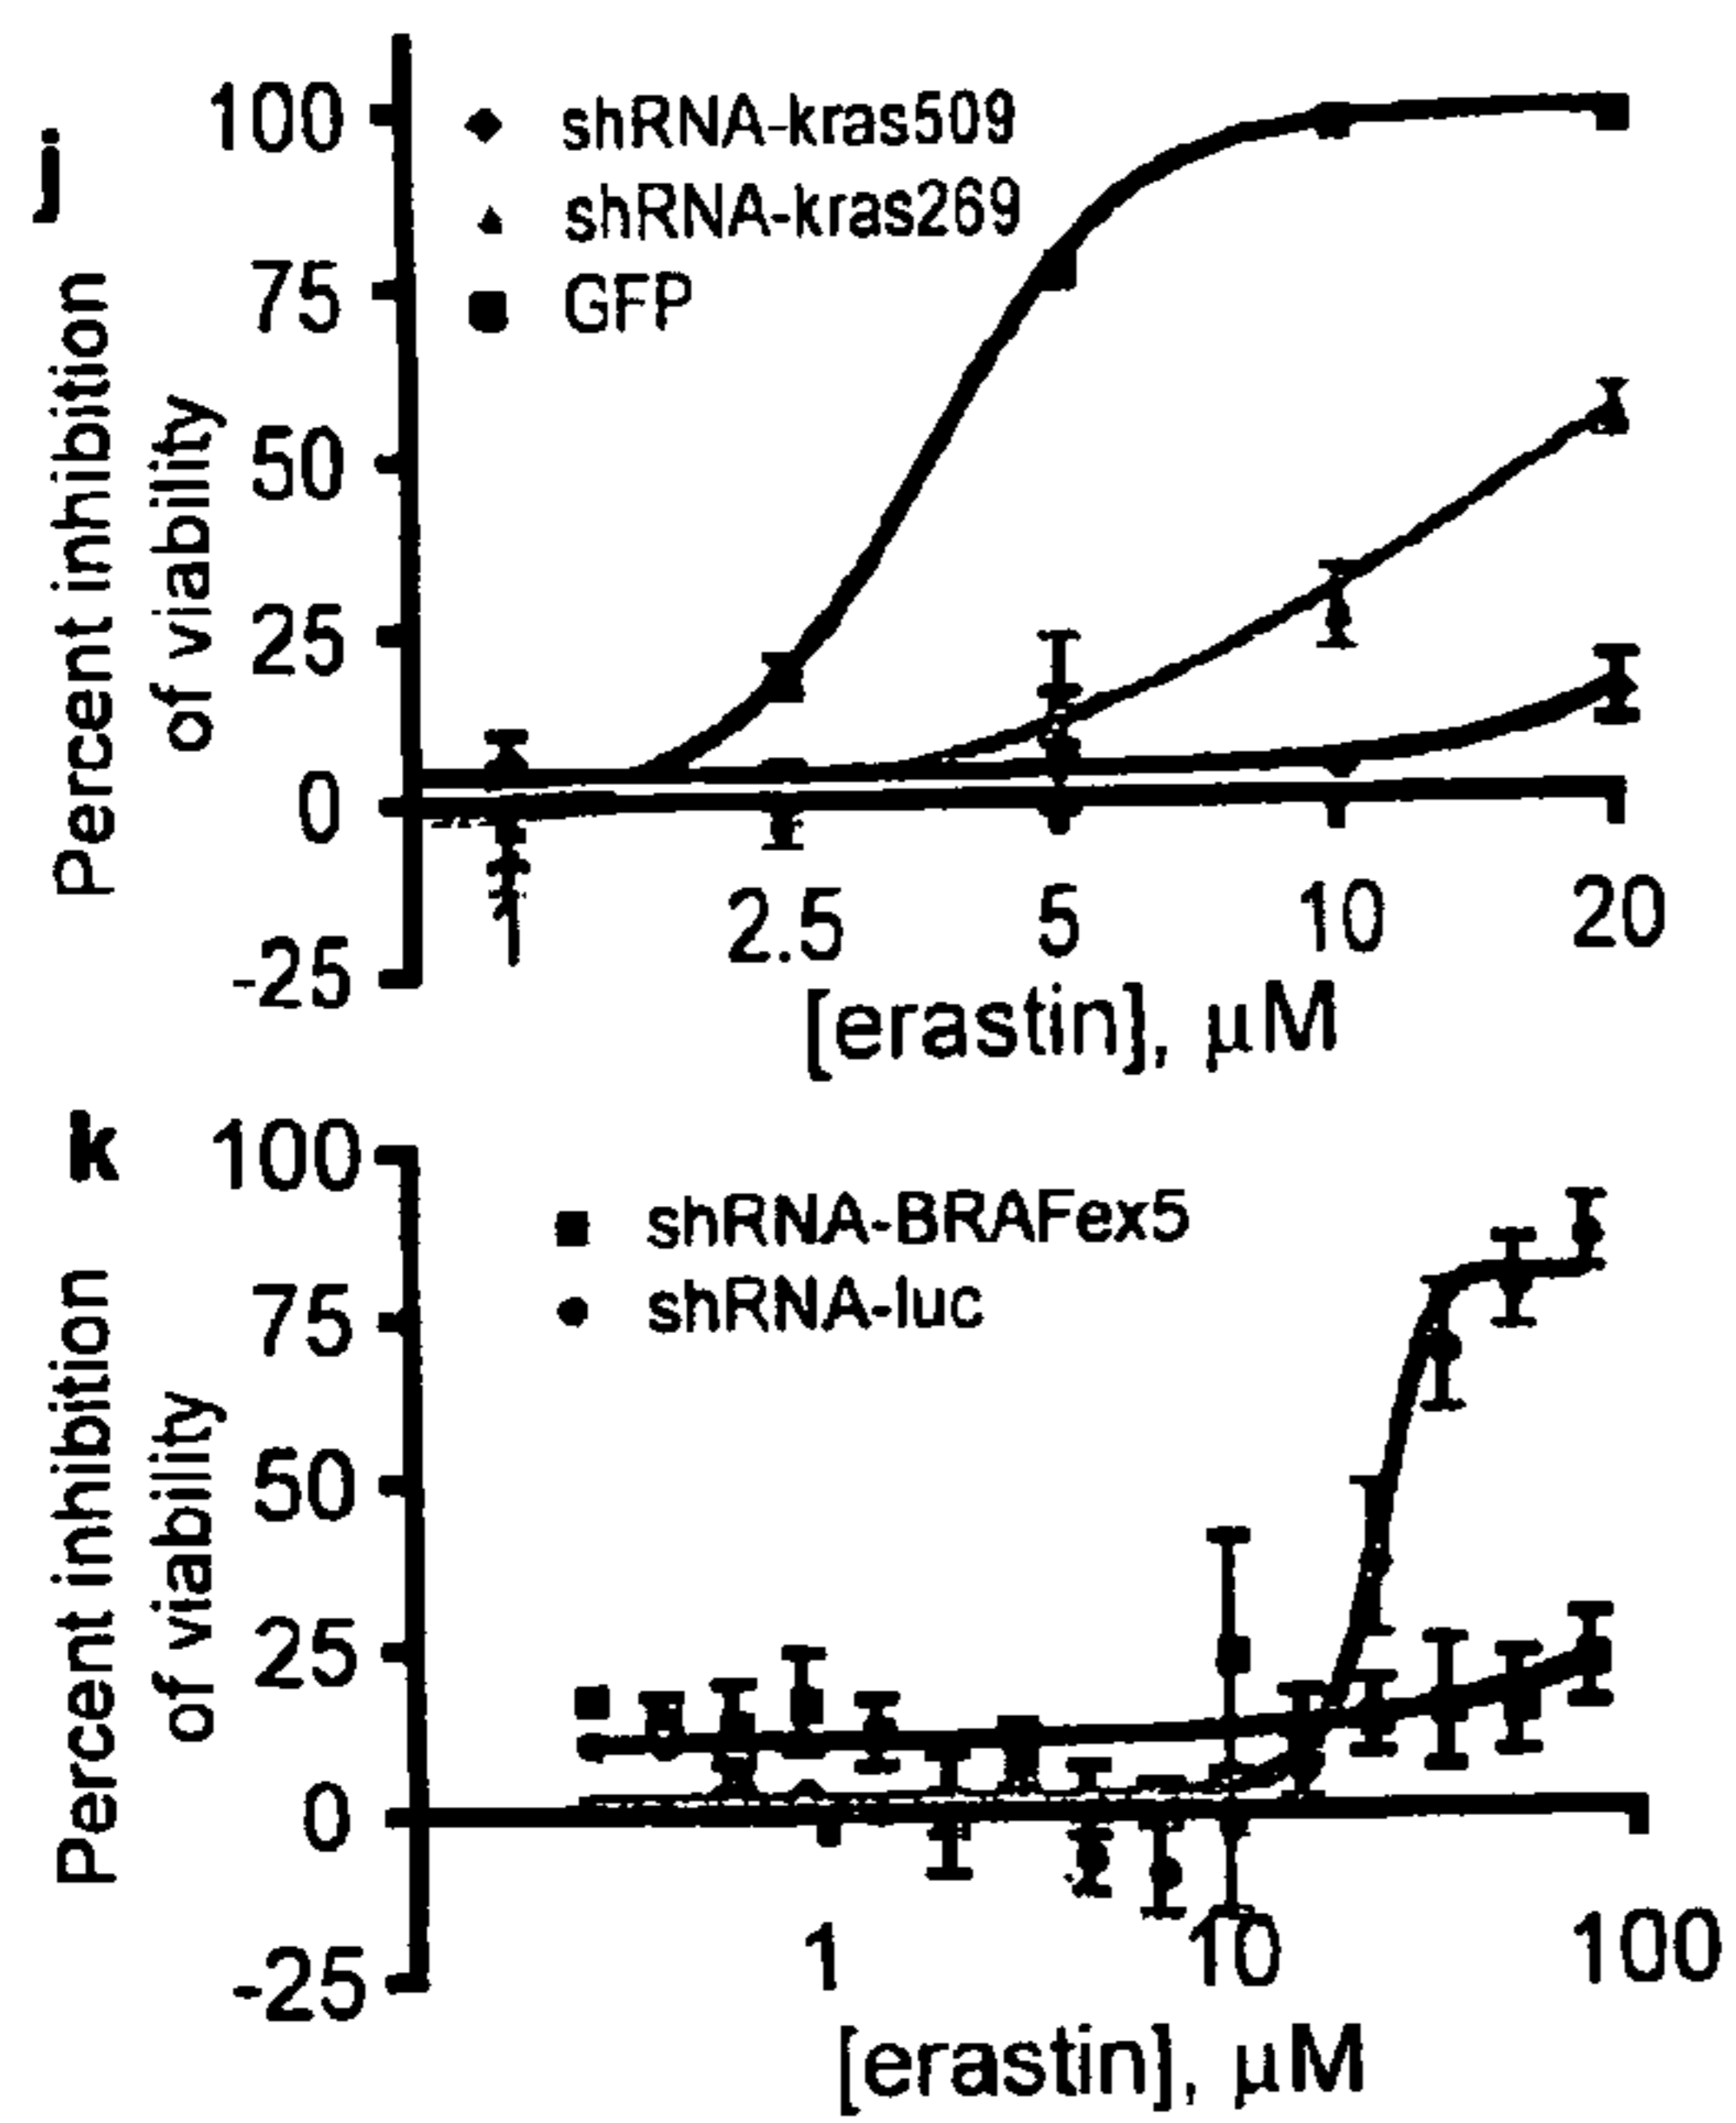 j
100
75
50
25
0
-25
Percent inhibition
of viability
shRNA-kras509
shRNA-kras269
GFP
1
2.5
5
10
20
[erastin], µM
k
100
75
50
25
0
-25
Percent inhibition
of viability
shRNA-BRAFex5
shRNA-luc
1
10
100
[erastin], µM